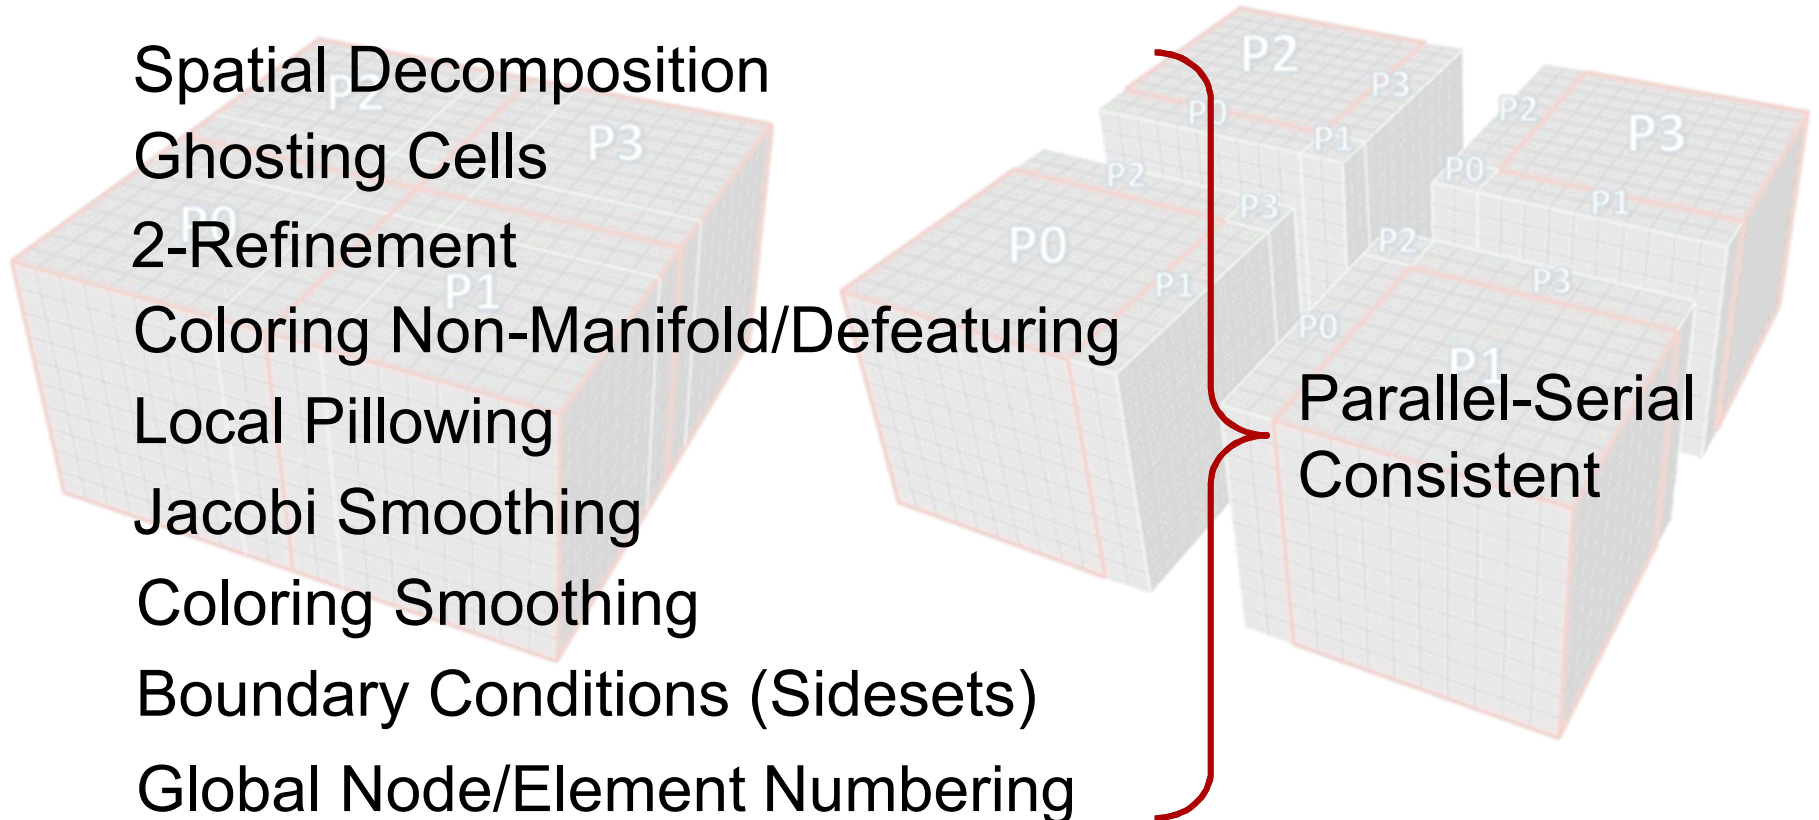 Spatial Decomposition
Ghosting Cells
2-Refinement
Coloring Non-Manifold/Defeaturing
Local Pillowing
Jacobi Smoothing
Coloring Smoothing
Boundary Conditions (Sidesets)
Global Node/Element Numbering
Parallel-Serial
Consistent
P2
P3
P0
P1
P2
P3
P0
P1
P2
P3
P0
P1
P2
P3
P0
P1
P2
P3
P0
P1